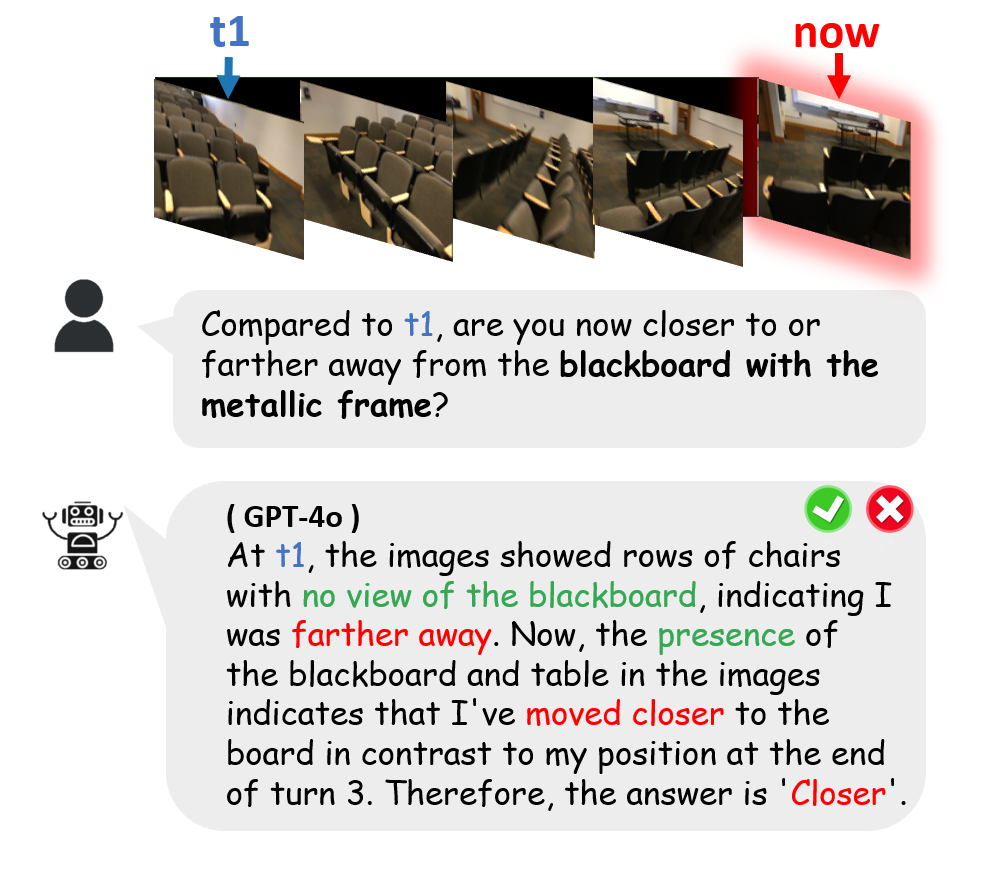 t1
now
Compared to t1, are you now closer to or
farther away from the blackboard with the
metallic frame?
( GPT-4o )
At t1, the images showed rows of chairs
with no view of the blackboard, indicating I
was farther away. Now, the presence of
the blackboard and table in the images
indicates that I've moved closer to the
board in contrast to my position at the end
of turn 3. Therefore, the answer is 'Closer'.